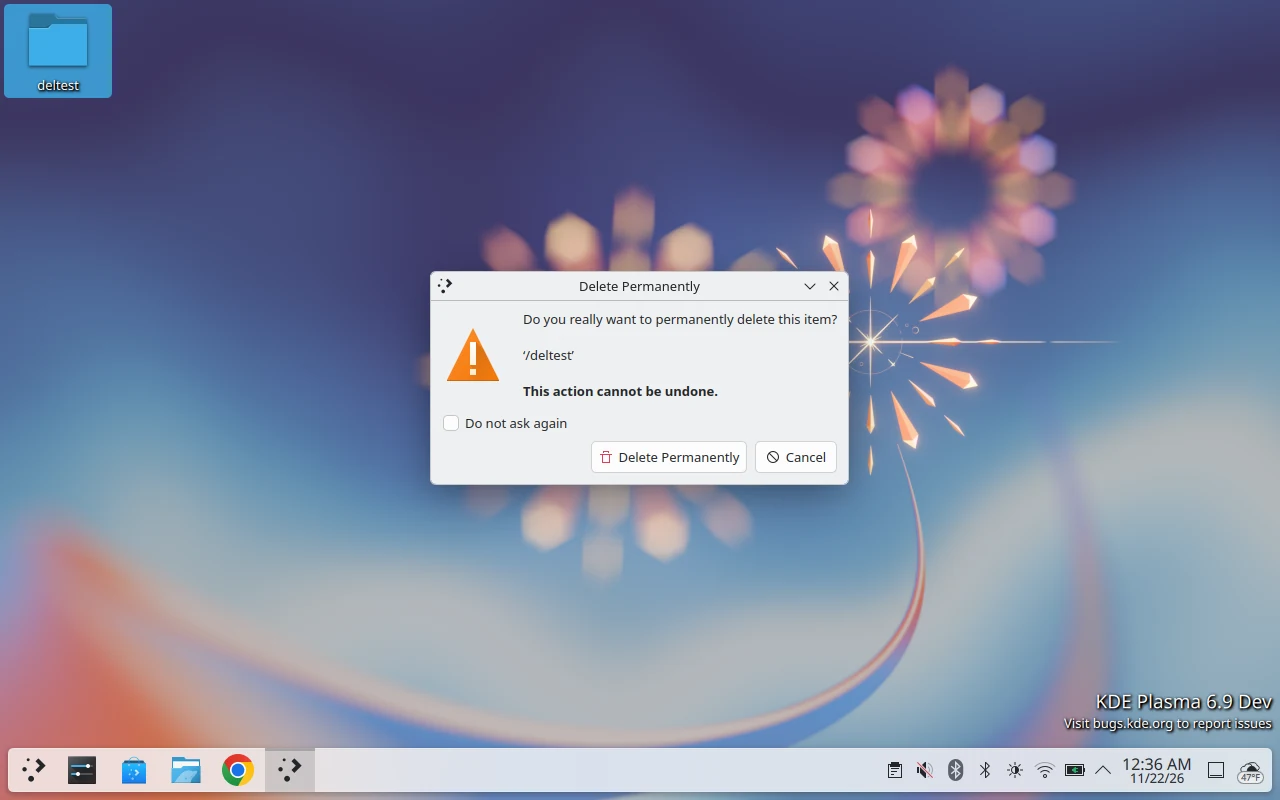 deltest
Delete Permanently
Do you really want to permanently delete this item?
‘/deltest’
This action cannot be undone.
Do not ask again
Delete Permanently
Cancel
KDE Plasma 6.9 Dev
Visit bugs.kde.org to report issues
12:36 AM
11/22/26
47°F